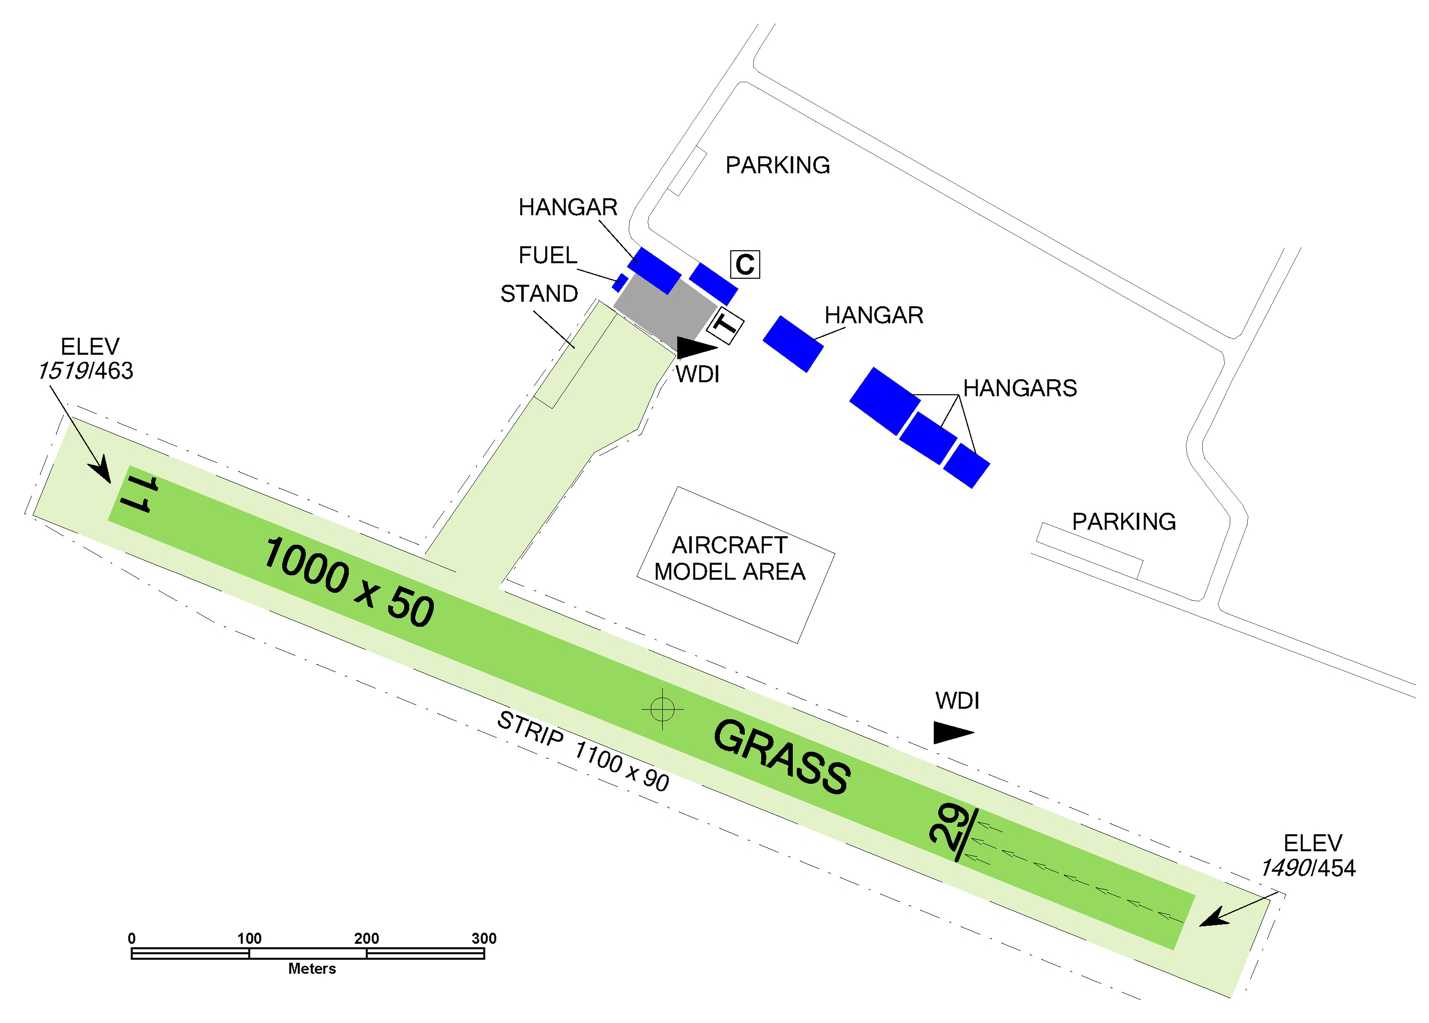 PARKING
HANGAR
FUEL
C
STAND
T
HANGAR
ELEV
1519/463
WDI
HANGARS
11
1000 x 50
AIRCRAFT
MODEL AREA
PARKING
WDI
GRASS
STRIP 1100 x 90
29
ELEV
1490/454
0 100 200 300
Meters